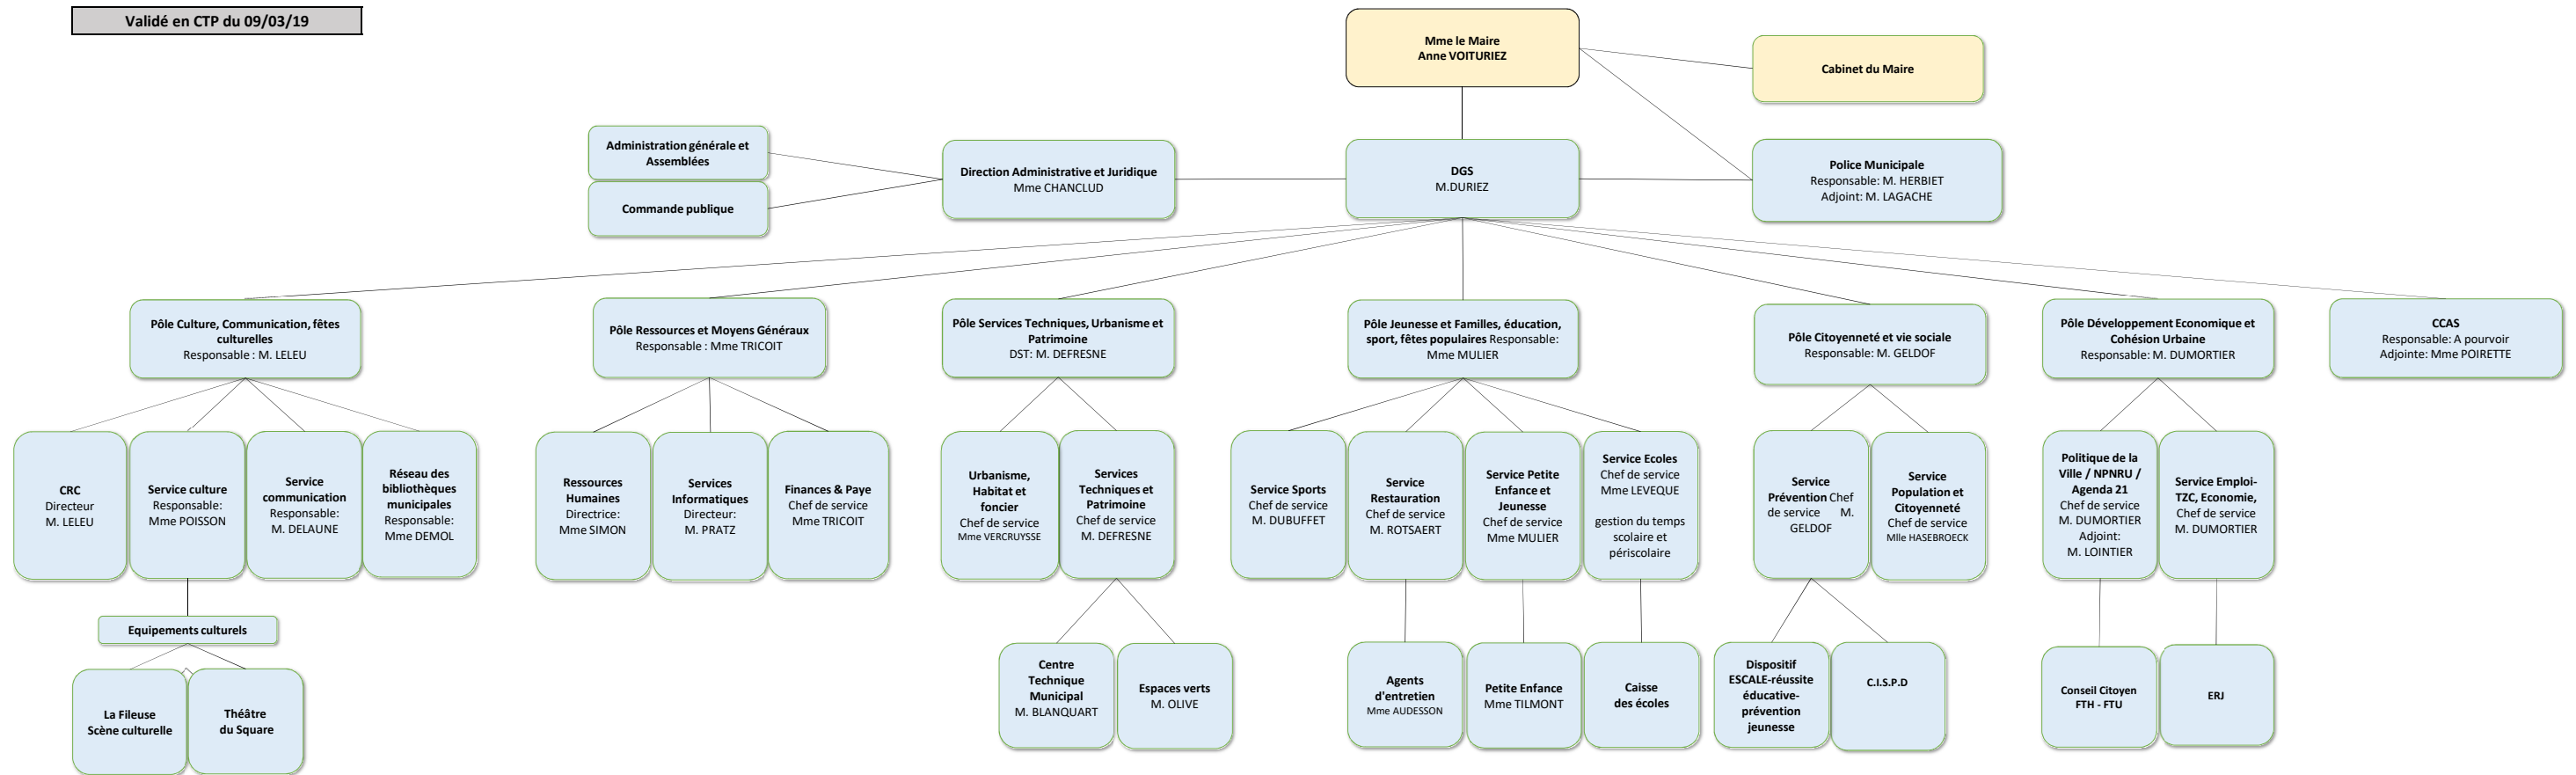 Validé en CTP du 09/03/19
Mme le Maire
Anne VOITURIEZ
Cabinet du Maire
Administration générale et
Assemblées
Commande publique
Direction Administrative et Juridique
Mme CHANCLUD
DGS
M.DURIEZ
Police Municipale
Responsable: M. HERBIET
Adjoint: M. LAGACHE
Pôle Culture, Communication, fêtes
culturelles
Responsable : M. LELEU
Pôle Ressources et Moyens Généraux
Responsable : Mme TRICOIT
Pôle Services Techniques, Urbanisme et
Patrimoine
DST: M. DEFRESNE
Pôle Jeunesse et Familles, éducation,
sport, fêtes populaires Responsable:
Mme MULIER
Pôle Citoyenneté et vie sociale
Responsable: M. GELDOF
Pôle Développement Economique et
Cohésion Urbaine
Responsable: M. DUMORTIER
CCAS
Responsable: A pourvoir
Adjointe: Mme POIRETTE
CRC
Directeur
M. LELEU
Service culture
Responsable:
Mme POISSON
Service
communication
Responsable:
M. DELAUNE
Réseau des
bibliothèques
municipales
Responsable:
Mme DEMOL
Ressources
Humaines
Directrice:
Mme SIMON
Services
Informatiques
Directeur:
M. PRATZ
Finances & Paye
Chef de service
Mme TRICOIT
Urbanisme,
Habitat et
foncier
Chef de service
Mme VERCRUYSSE
Services
Techniques et
Patrimoine
Chef de service
M. DEFRESNE
Service Sports
Chef de service
M. DUBUFFET
Service
Restauration
Chef de service
M. ROTSAERT
Service Petite
Enfance et
Jeunesse
Chef de service
Mme MULIER
Service Ecoles
Chef de service
Mme LEVEQUE
gestion du temps
scolaire et
périscolaire
Service
Prévention Chef
de service M.
GELDOF
Service
Population et
Citoyenneté
Chef de service
Mlle HASEBROECK
Politique de la
Ville / NPNRU /
Agenda 21
Chef de service
M. DUMORTIER
Adjoint:
M. LOINTIER
Service Emploi-
TZC, Economie,
Chef de service
M. DUMORTIER
Equipements culturels
La Fileuse
Scène culturelle
Théâtre
du Square
Centre
Technique
Municipal
M. BLANQUART
Espaces verts
M. OLIVE
Agents
d'entretien
Mme AUDESSON
Petite Enfance
Mme TILMONT
Caisse
des écoles
Dispositif
ESCALE-réussite
éducative-
prévention
jeunesse
C.I.S.P.D
Conseil Citoyen
FTH - FTU
ERJ